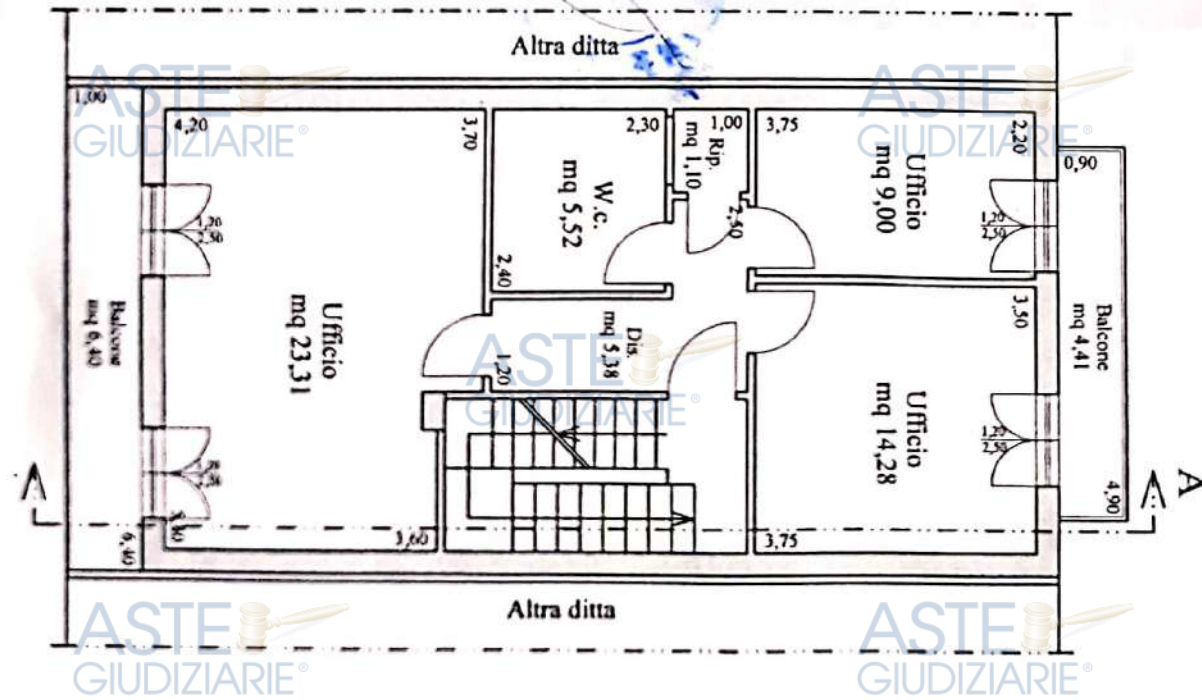 Altra ditta
ASTE
GIUDIZIARIE®
ASTE
GIUDIZIARIE®
1,00
4,20
3,70
2,30
1,00
3,75
2,20
0,90
Rip.
mq 1,10
W.c.
mq 5,52
2,50
Ufficio
mq 9,00
1,20
2,50
1,20
2,50
2,40
Ufficio
mq 23,31
Dis.
mq 5,38
3,50
Balcone
mq 4,41
Balcone
mq 6,40
ASTE
GIUDIZIARIE®
1,20
Ufficio
mq 14,28
1,20
2,50
4,90
A
6,40
3,60
3,75
Altra ditta
ASTE
GIUDIZIARIE®
ASTE
GIUDIZIARIE®